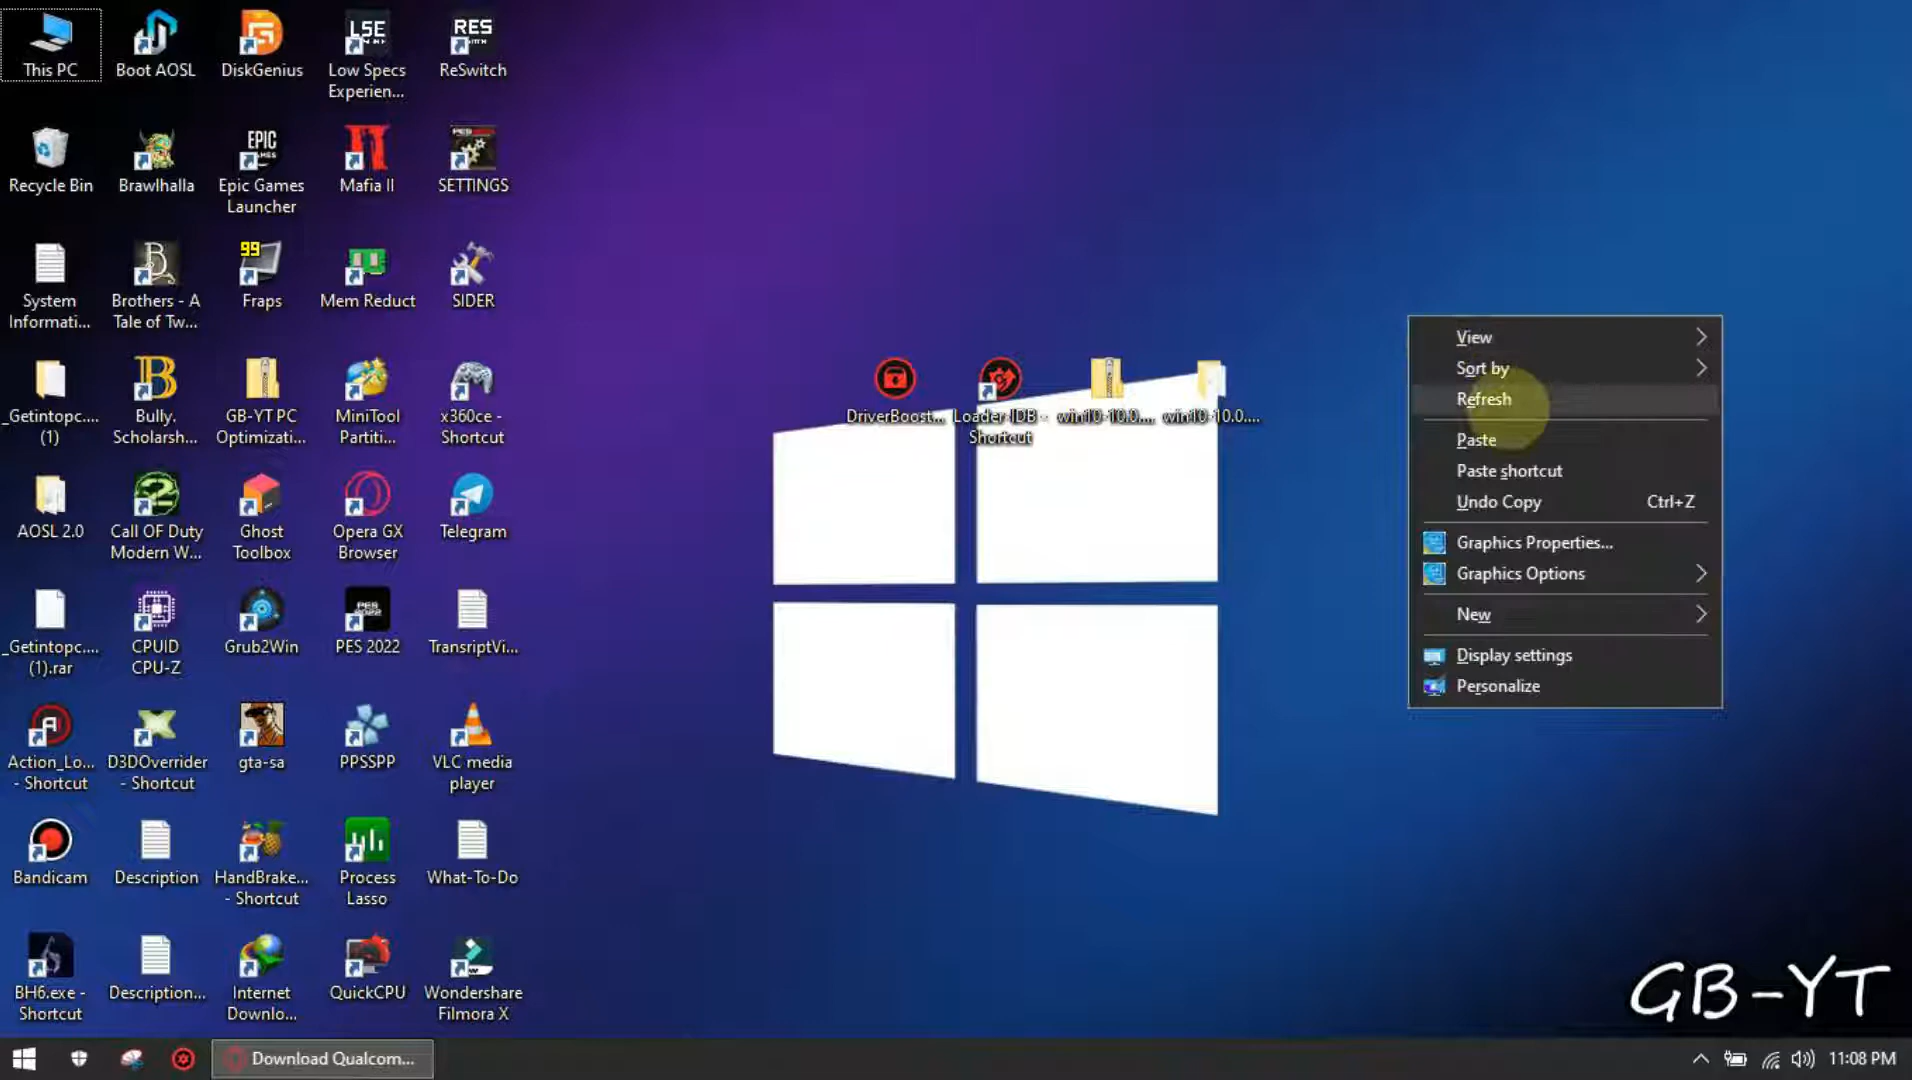 This PC
Boot AOSL
DiskGenius
LSE
Low Specs
Experien...
RES
ReSwitch
Recycle Bin
Brawlhalla
EPIC
GAMES
Epic Games
Launcher
Mafia II
SETTINGS
System
Informati...
Brothers - A
Tale of Tw...
99
Fraps
Mem Reduct
SIDER
_Getintopc....
(1)
Bully.
Scholarsh...
GB-YT PC
Optimizati...
MiniTool
Partiti...
x360ce -
Shortcut
DriverBoost...
Loader-IDB -
Shortcut
win10-10.0....
win10-10.0....
AOSL 2.0
Call OF Duty
Modern W...
Ghost
Toolbox
Opera GX
Browser
Telegram
_Getintopc....
(1).rar
CPUID
CPU-Z
Grub2Win
PES
2022
PES 2022
TransriptVi...
Action_Lo...
- Shortcut
D3DOverrider
- Shortcut
gta-sa
PPSSPP
VLC media
player
Bandicam
Description
HandBrake...
- Shortcut
Process
Lasso
What-To-Do
BH6.exe -
Shortcut
Description...
Internet
Downlo...
QuickCPU
Wondershare
Filmora X
View
Sort by
Refresh
Paste
Paste shortcut
Undo Copy Ctrl+Z
Graphics Properties...
Graphics Options
New
Display settings
Personalize
GB-YT
Download Qualcom...
11:08 PM